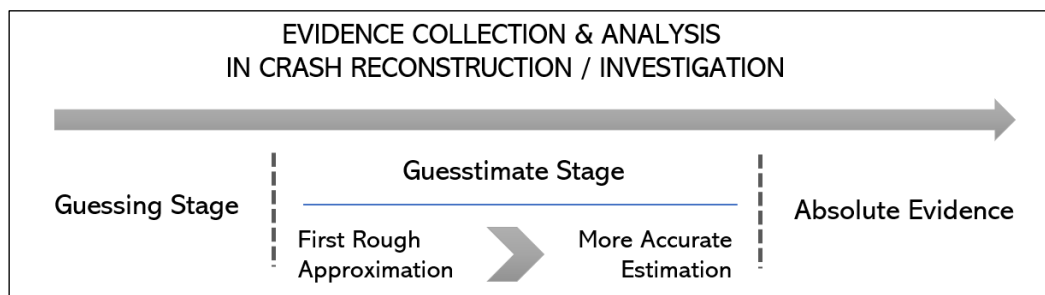 EVIDENCE COLLECTION & ANALYSIS
IN CRASH RECONSTRUCTION / INVESTIGATION
Guessing Stage
Guesstimate Stage
First Rough
Approximation
More Accurate
Estimation
Absolute Evidence